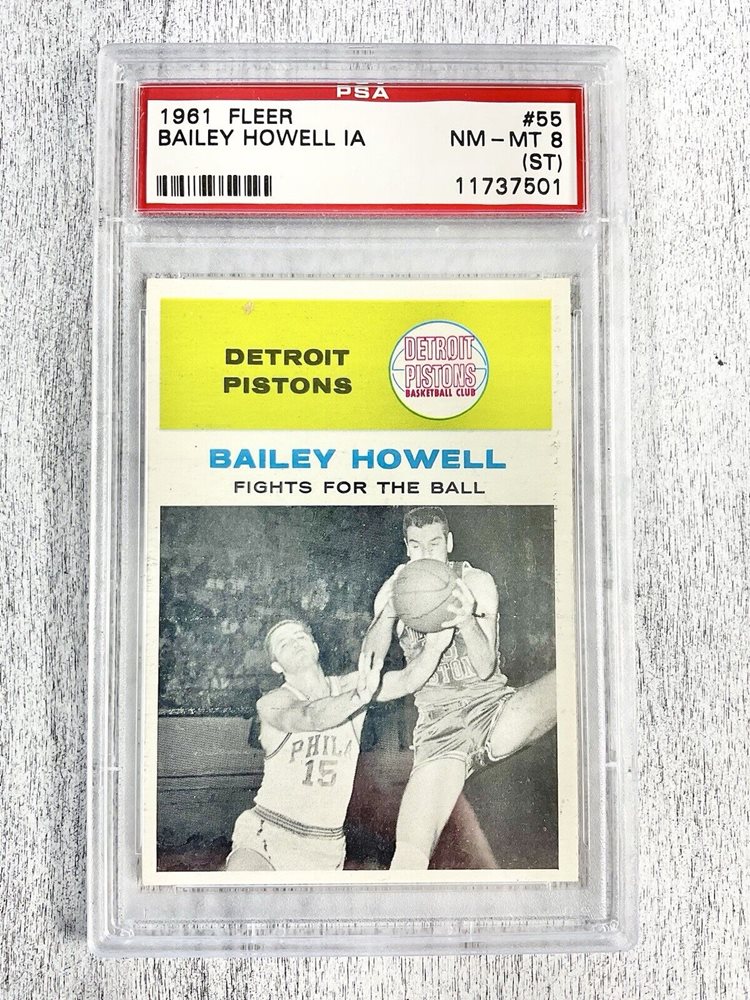 PSA
1961 FLEER #55
BAILEY HOWELL IA NM - MT 8
(ST)
11737501
DETROIT
PISTONS
DETROIT
PISTONS
BASKETBALL CLUB
BAILEY HOWELL
FIGHTS FOR THE BALL
PHILA
15